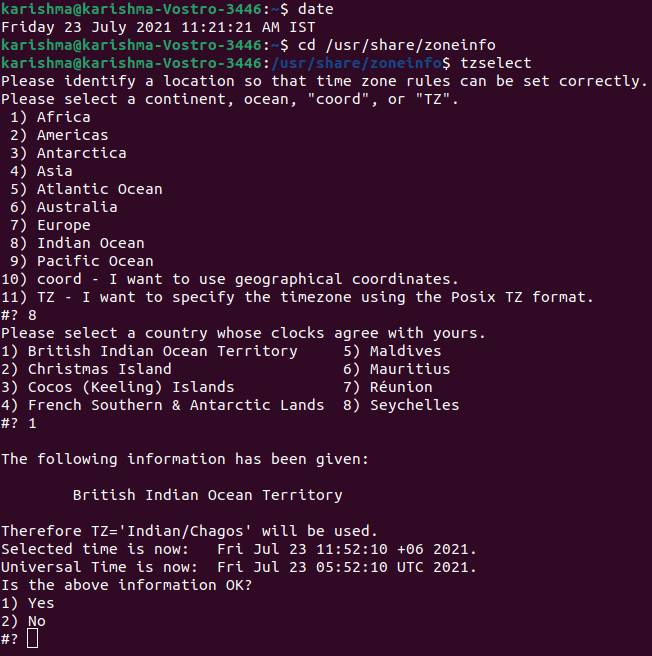 karishma@karishma-Vostro-3446:~$ date
Friday 23 July 2021 11:21:21 AM IST
karishma@karishma-Vostro-3446:~$ cd /usr/share/zoneinfo
karishma@karishma-Vostro-3446:/usr/share/zoneinfo$ tzselect
Please identify a location so that time zone rules can be set correctly.
Please select a continent, ocean, "coord", or "TZ".
 1) Africa
 2) Americas
 3) Antarctica
 4) Asia
 5) Atlantic Ocean
 6) Australia
 7) Europe
 8) Indian Ocean
 9) Pacific Ocean
10) coord - I want to use geographical coordinates.
11) TZ - I want to specify the timezone using the Posix TZ format.
#? 8
Please select a country whose clocks agree with yours.
1) British Indian Ocean Territory     5) Maldives
2) Christmas Island                   6) Mauritius
3) Cocos (Keeling) Islands            7) Réunion
4) French Southern & Antarctic Lands  8) Seychelles
#? 1

The following information has been given:

        British Indian Ocean Territory

Therefore TZ='Indian/Chagos' will be used.
Selected time is now:   Fri Jul 23 11:52:10 +06 2021.
Universal Time is now:  Fri Jul 23 05:52:10 UTC 2021.
Is the above information OK?
1) Yes
2) No
#?